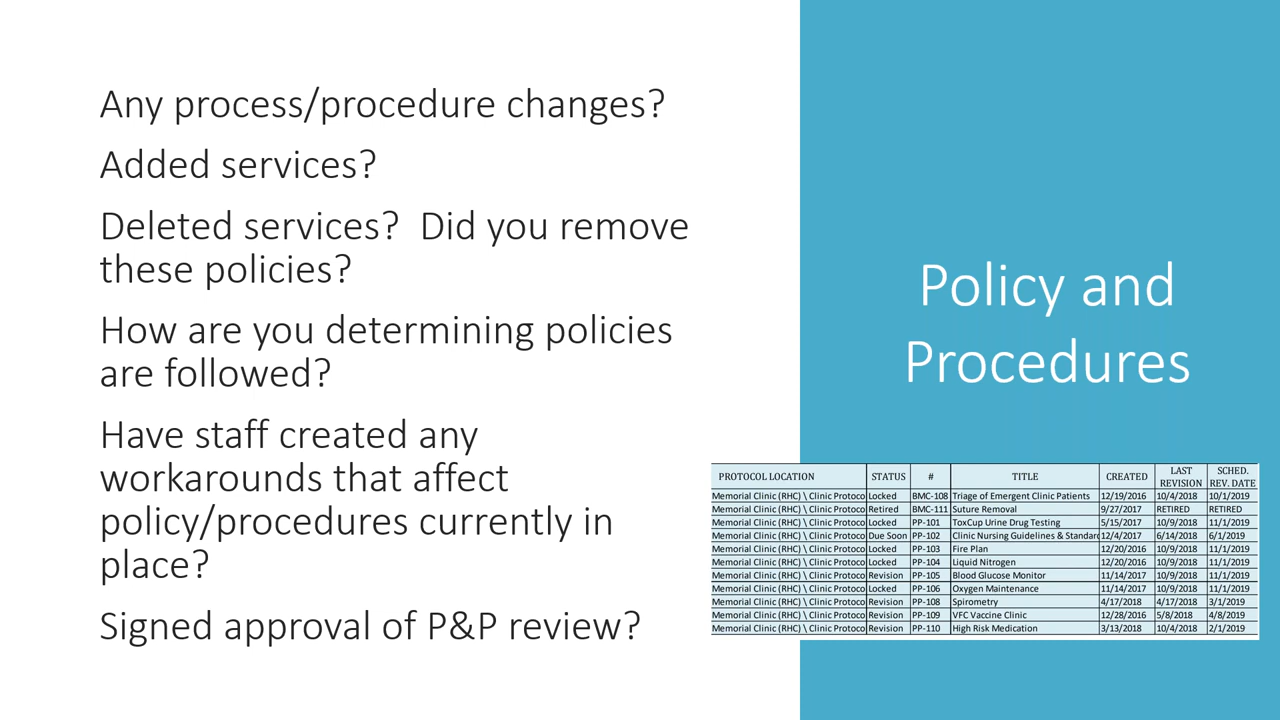 Any process/procedure changes?
Added services?
Deleted services?  Did you remove
these policies?
How are you determining policies
are followed?
Have staff created any
workarounds that affect
policy/procedures currently in
place?
Signed approval of P&P review?
Policy and
Procedures
PROTOCOL LOCATION STATUS # TITLE CREATED LAST REVISION SCHED. REV. DATE
Memorial Clinic (RHC) \ Clinic Protoco Locked BMC-108 Triage of Emergent Clinic Patients 12/19/2016 10/4/2018 10/1/2019
Memorial Clinic (RHC) \ Clinic Protoco Retired BMC-111 Suture Removal 9/27/2017 RETIRED RETIRED
Memorial Clinic (RHC) \ Clinic Protoco Locked PP-101 ToxCup Urine Drug Testing 5/15/2017 10/9/2018 11/1/2019
Memorial Clinic (RHC) \ Clinic Protoco Due Soon PP-102 Clinic Nursing Guidelines & Standard 12/4/2017 6/14/2018 6/1/2019
Memorial Clinic (RHC) \ Clinic Protoco Locked PP-103 Fire Plan 12/20/2016 10/9/2018 11/1/2019
Memorial Clinic (RHC) \ Clinic Protoco Locked PP-104 Liquid Nitrogen 12/20/2016 10/9/2018 11/1/2019
Memorial Clinic (RHC) \ Clinic Protoco Revision PP-105 Blood Glucose Monitor 11/14/2017 10/9/2018 11/1/2019
Memorial Clinic (RHC) \ Clinic Protoco Locked PP-106 Oxygen Maintenance 11/14/2017 10/9/2018 11/1/2019
Memorial Clinic (RHC) \ Clinic Protoco Revision PP-108 Spirometry 4/17/2018 4/17/2018 3/1/2019
Memorial Clinic (RHC) \ Clinic Protoco Revision PP-109 VFC Vaccine Clinic 12/28/2016 5/8/2018 4/8/2019
Memorial Clinic (RHC) \ Clinic Protoco Revision PP-110 High Risk Medication 3/13/2018 10/4/2018 2/1/2019